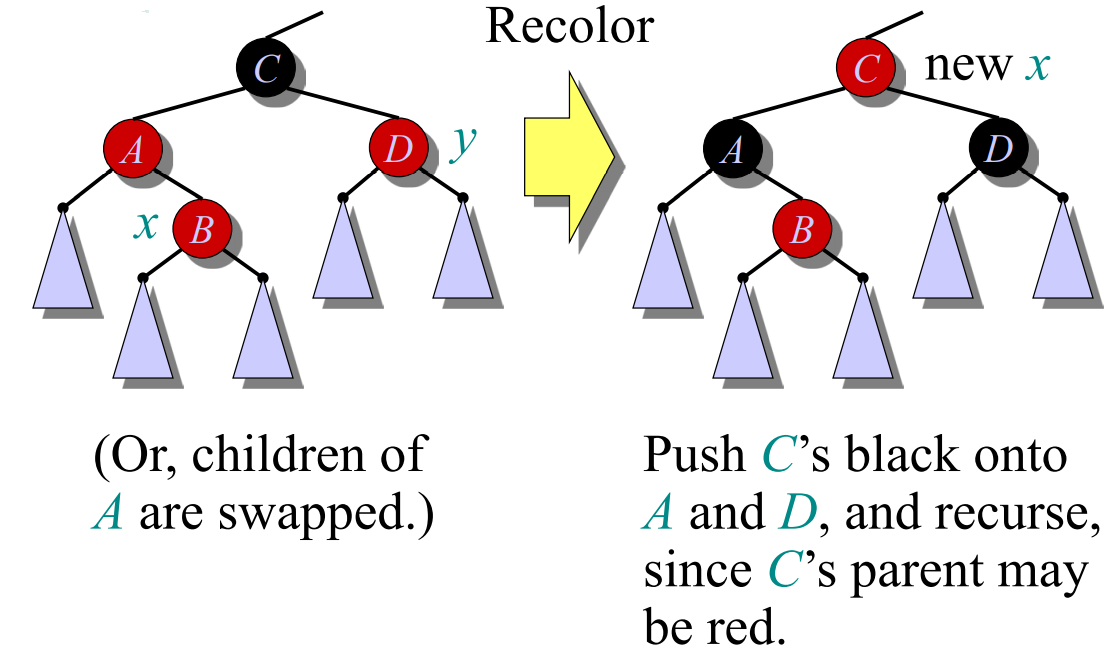 Recolor
C
A
D
y
x
B
C
new x
A
D
B
(Or, children of
A are swapped.)
Push C’s black onto
A and D, and recurse,
since C’s parent may
be red.